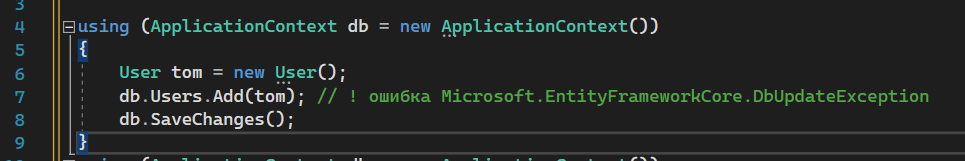 3
4 using (ApplicationContext db = new ApplicationContext())
5 {
6 User tom = new User();
7 db.Users.Add(tom); // ! ошибка Microsoft.EntityFrameworkCore.DbUpdateException
8 db.SaveChanges();
9 }